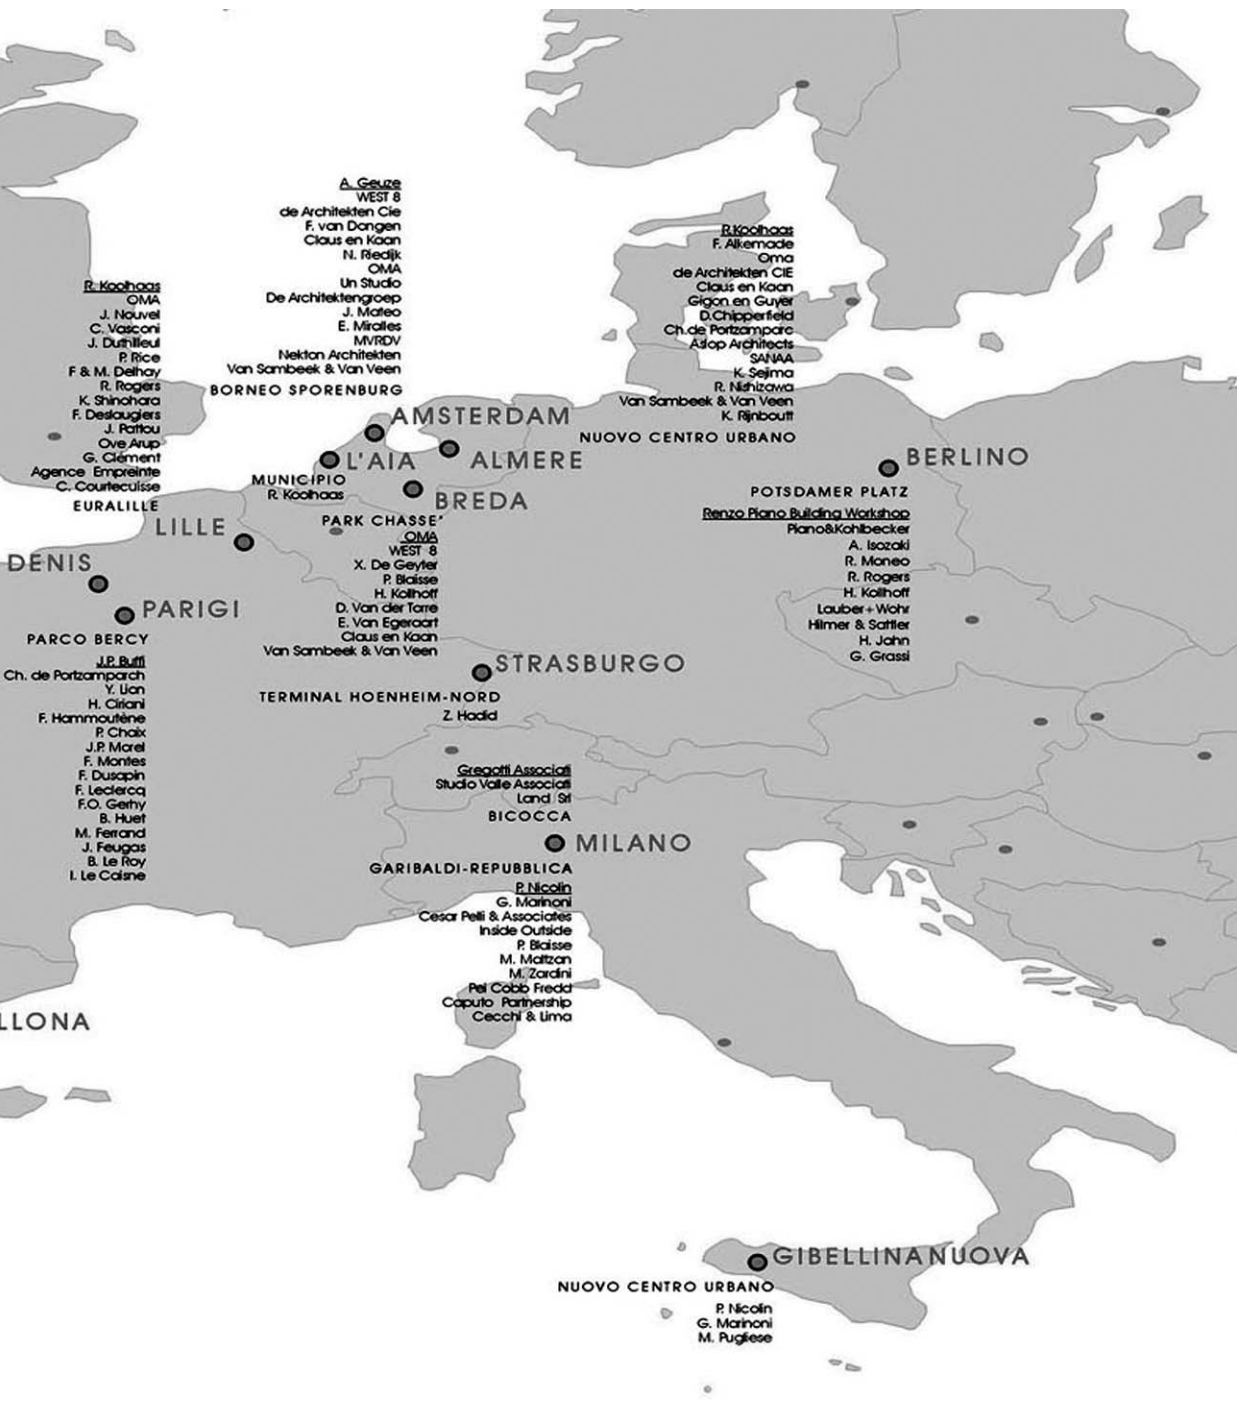 A. Geuze
WEST 8
de Architekten Cie
F. van Dongen
Claus en Kaan
N. Riedijk
OMA
Un Studio
De Architektengroep
J. Mateo
E. Miralles
MVRDV
Nekton Architekten
Van Sambeek & Van Veen
BORNEO SPORENBURG
AMSTERDAM
R.Koolhaas
F. Alkemade
Oma
de Architekten CIE
Claus en Kaan
Gigon en Guyer
D.Chipperfield
Ch.de Portzamparc
Aslop Architects
SANAA
K. Sejima
R. Nishizawa
Van Sambeek & Van Veen
K. Rijnboutt
NUOVO CENTRO URBANO
ALMERE
R. Koolhaas
OMA
J. Nouvel
C. Vasconi
J. Duthilleul
P. Rice
F & M. Delhay
R. Rogers
K. Shinohara
F. Deslaugiers
J. Pattou
Ove Arup
G. Clément
Agence Empreinte
C. Courtecuisse
EURALILLE
LILLE
L'AIA
MUNICIPIO
R. Koolhaas
BREDA
PARK CHASSE'
OMA
WEST 8
X. De Geyter
P. Blaisse
H. Kollhoff
D. Van der Torre
E. Van Egeraart
Claus en Kaan
Van Sambeek & Van Veen
BERLINO
POTSDAMER PLATZ
Renzo Piano Building Workshop
Piano&Kohlbecker
A. Isozaki
R. Moneo
R. Rogers
H. Kollhoff
Lauber+Wohr
Hilmer & Sattler
H. Jahn
G. Grassi
DENIS
PARIGI
PARCO BERCY
J.P. Buffi
Ch. de Portzamparch
Y. Lion
H. Ciriani
F. Hammoutène
P. Chaix
J.P. Morel
F. Montes
F. Dusapin
F. Leclercq
F.O. Gerhy
B. Huet
M. Ferrand
J. Feugas
B. Le Roy
I. Le Caisne
STRASBURGO
TERMINAL HOENHEIM-NORD
Z. Hadid
Gregotti Associati
Studio Valle Associati
Land Srl
BICOCCA
MILANO
GARIBALDI-REPUBBLICA
P. Nicolin
G. Marinoni
Cesar Pelli & Associates
Inside Outside
P. Blaisse
M. Maltzan
M. Zardini
Pei Cobb Freed
Caputo Partnership
Cecchi & Lima
LLONA
GIBELLINA NUOVA
NUOVO CENTRO URBANO
P. Nicolin
G. Marinoni
M. Pugliese